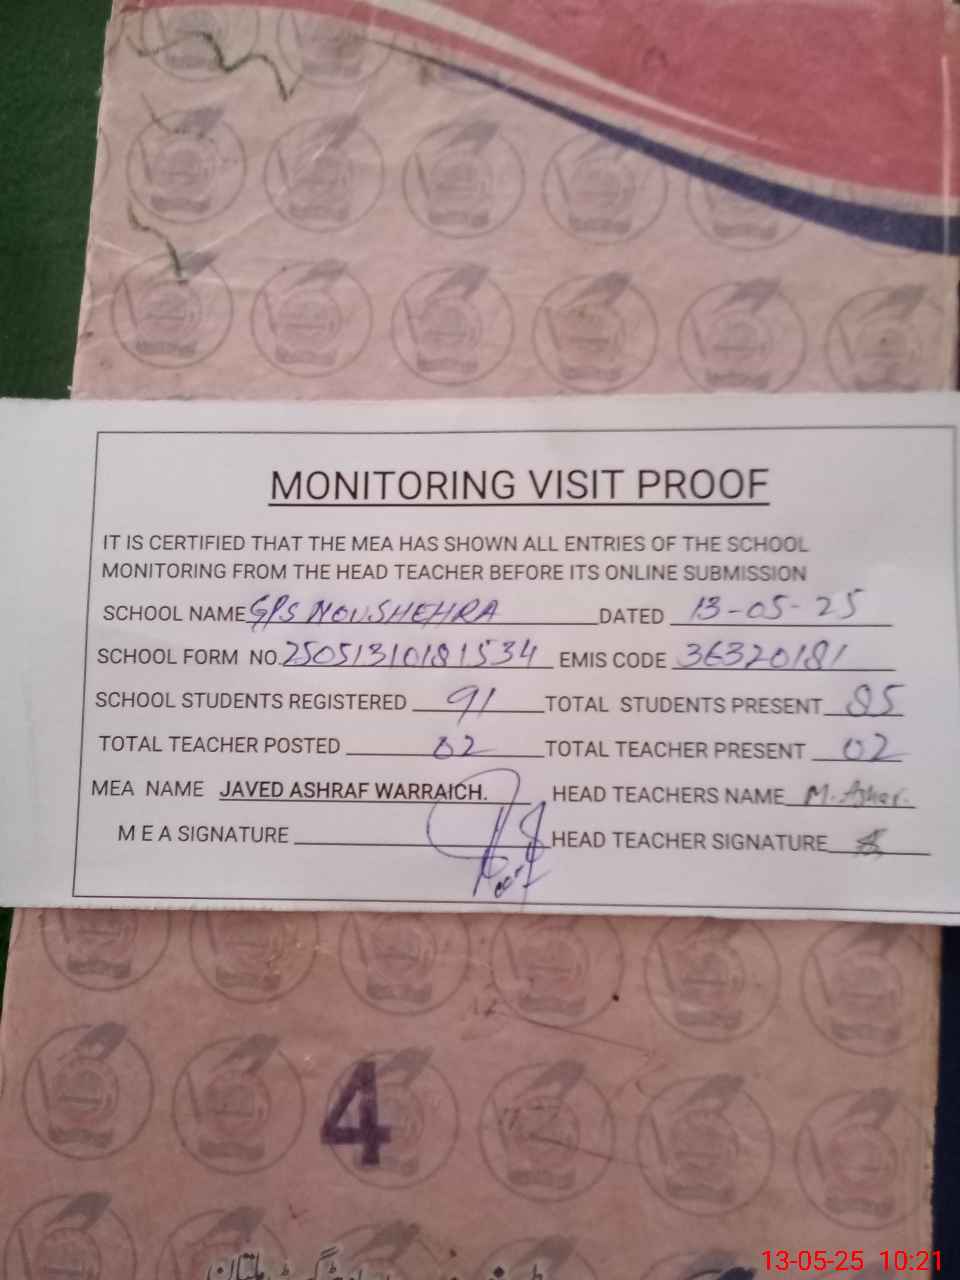 MONITORING VISIT PROOF
IT IS CERTIFIED THAT THE MEA HAS SHOWN ALL ENTRIES OF THE SCHOOL
MONITORING FROM THE HEAD TEACHER BEFORE ITS ONLINE SUBMISSION
SCHOOL NAME GPS NOUSHEHRA DATED 13-05-25
SCHOOL FORM NO. 25051310181534 EMIS CODE 36320181
SCHOOL STUDENTS REGISTERED 91 TOTAL STUDENTS PRESENT 85
TOTAL TEACHER POSTED 02 TOTAL TEACHER PRESENT 02
MEA NAME JAVED ASHRAF WARRAICH. HEAD TEACHERS NAME M.
M E A SIGNATURE HEAD TEACHER SIGNATURE
4
13-05-25 10:21